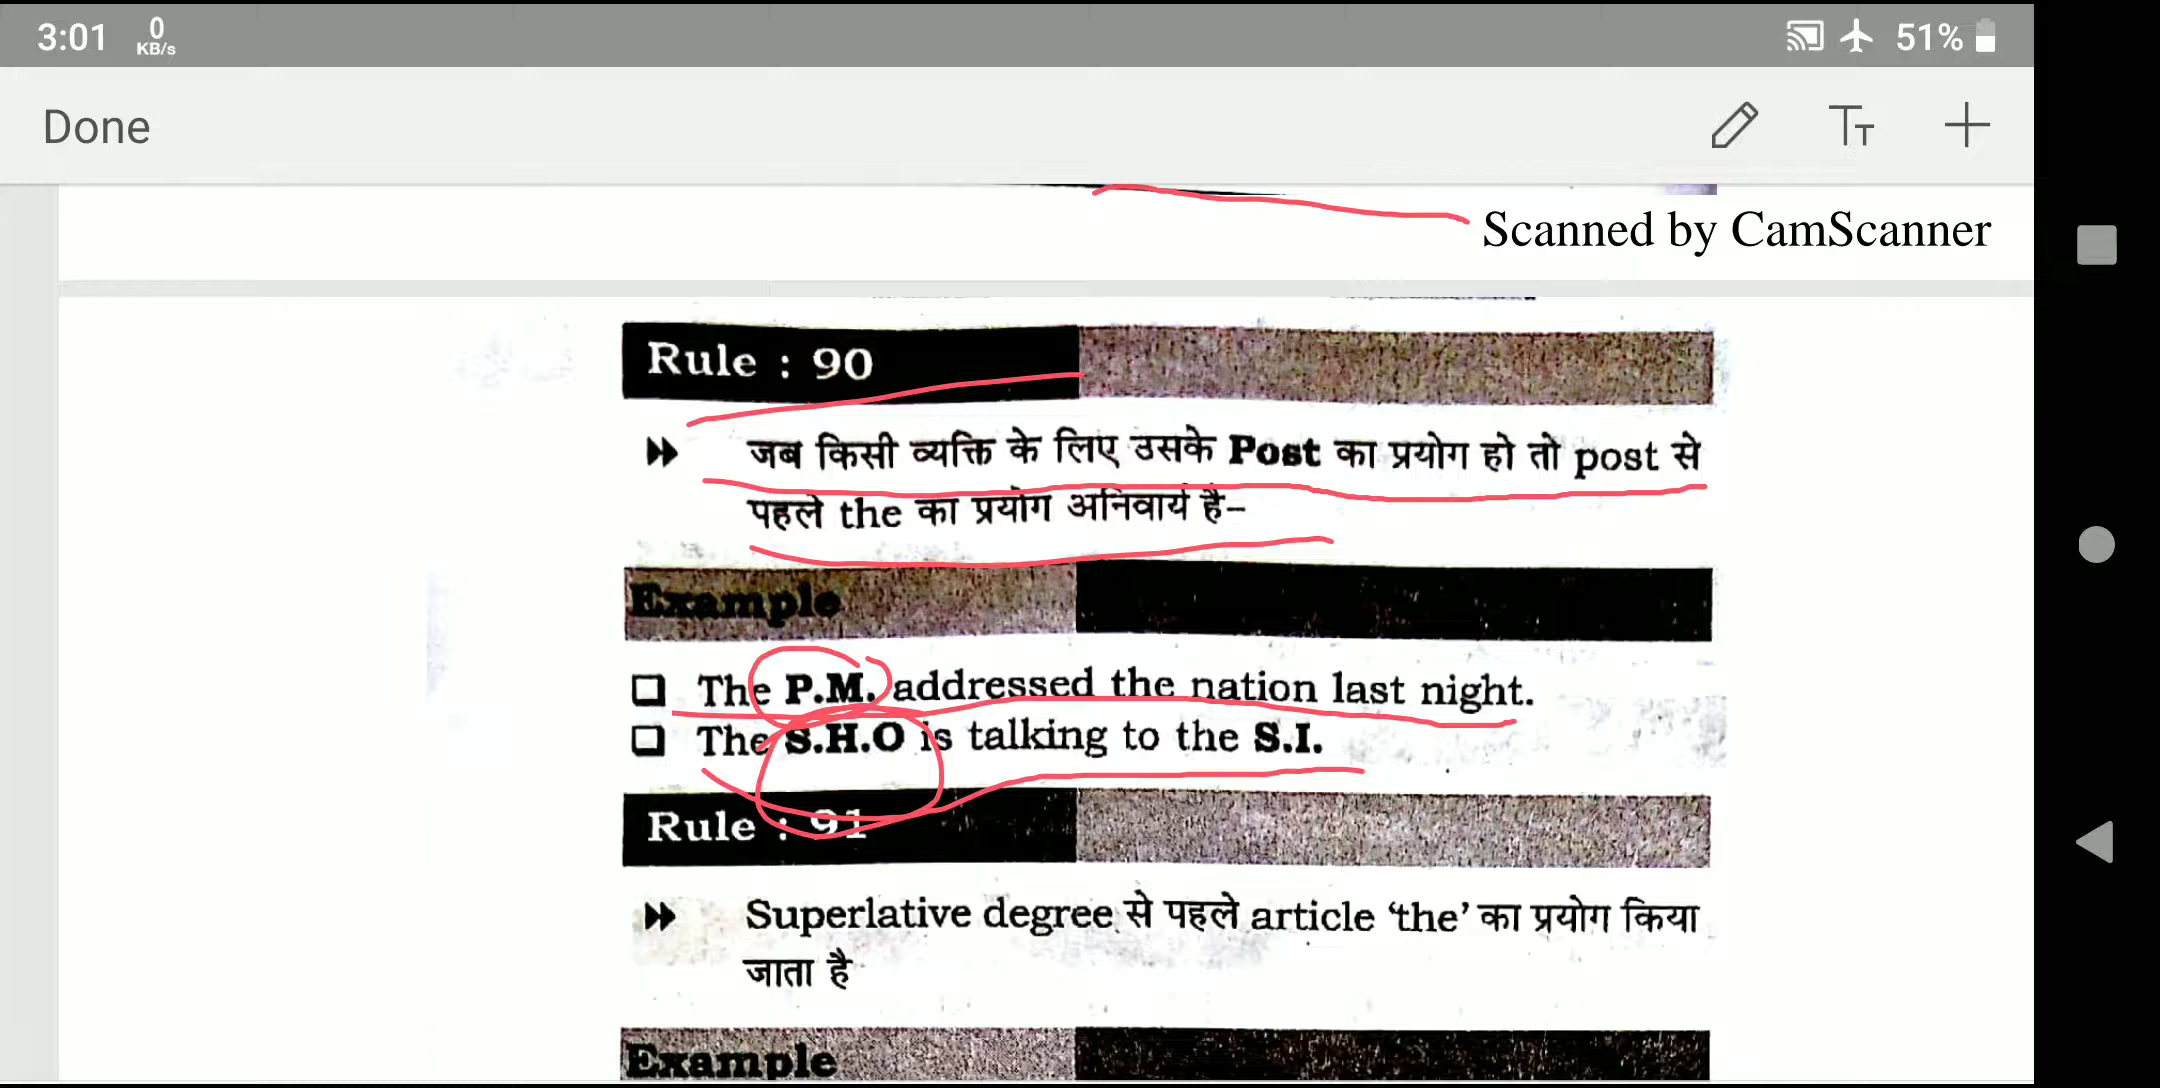 3:01 0 KB/s 51%
Done
Scanned by CamScanner
Rule : 90
जब किसी व्यक्ति के लिए उसके Post का प्रयोग हो तो post से
पहले the का प्रयोग अनिवार्य है–
Example
The P.M. addressed the nation last night.
The S.H.O is talking to the S.I.
Rule : 91
Superlative degree से पहले article ‘the’ का प्रयोग किया
जाता है
Example